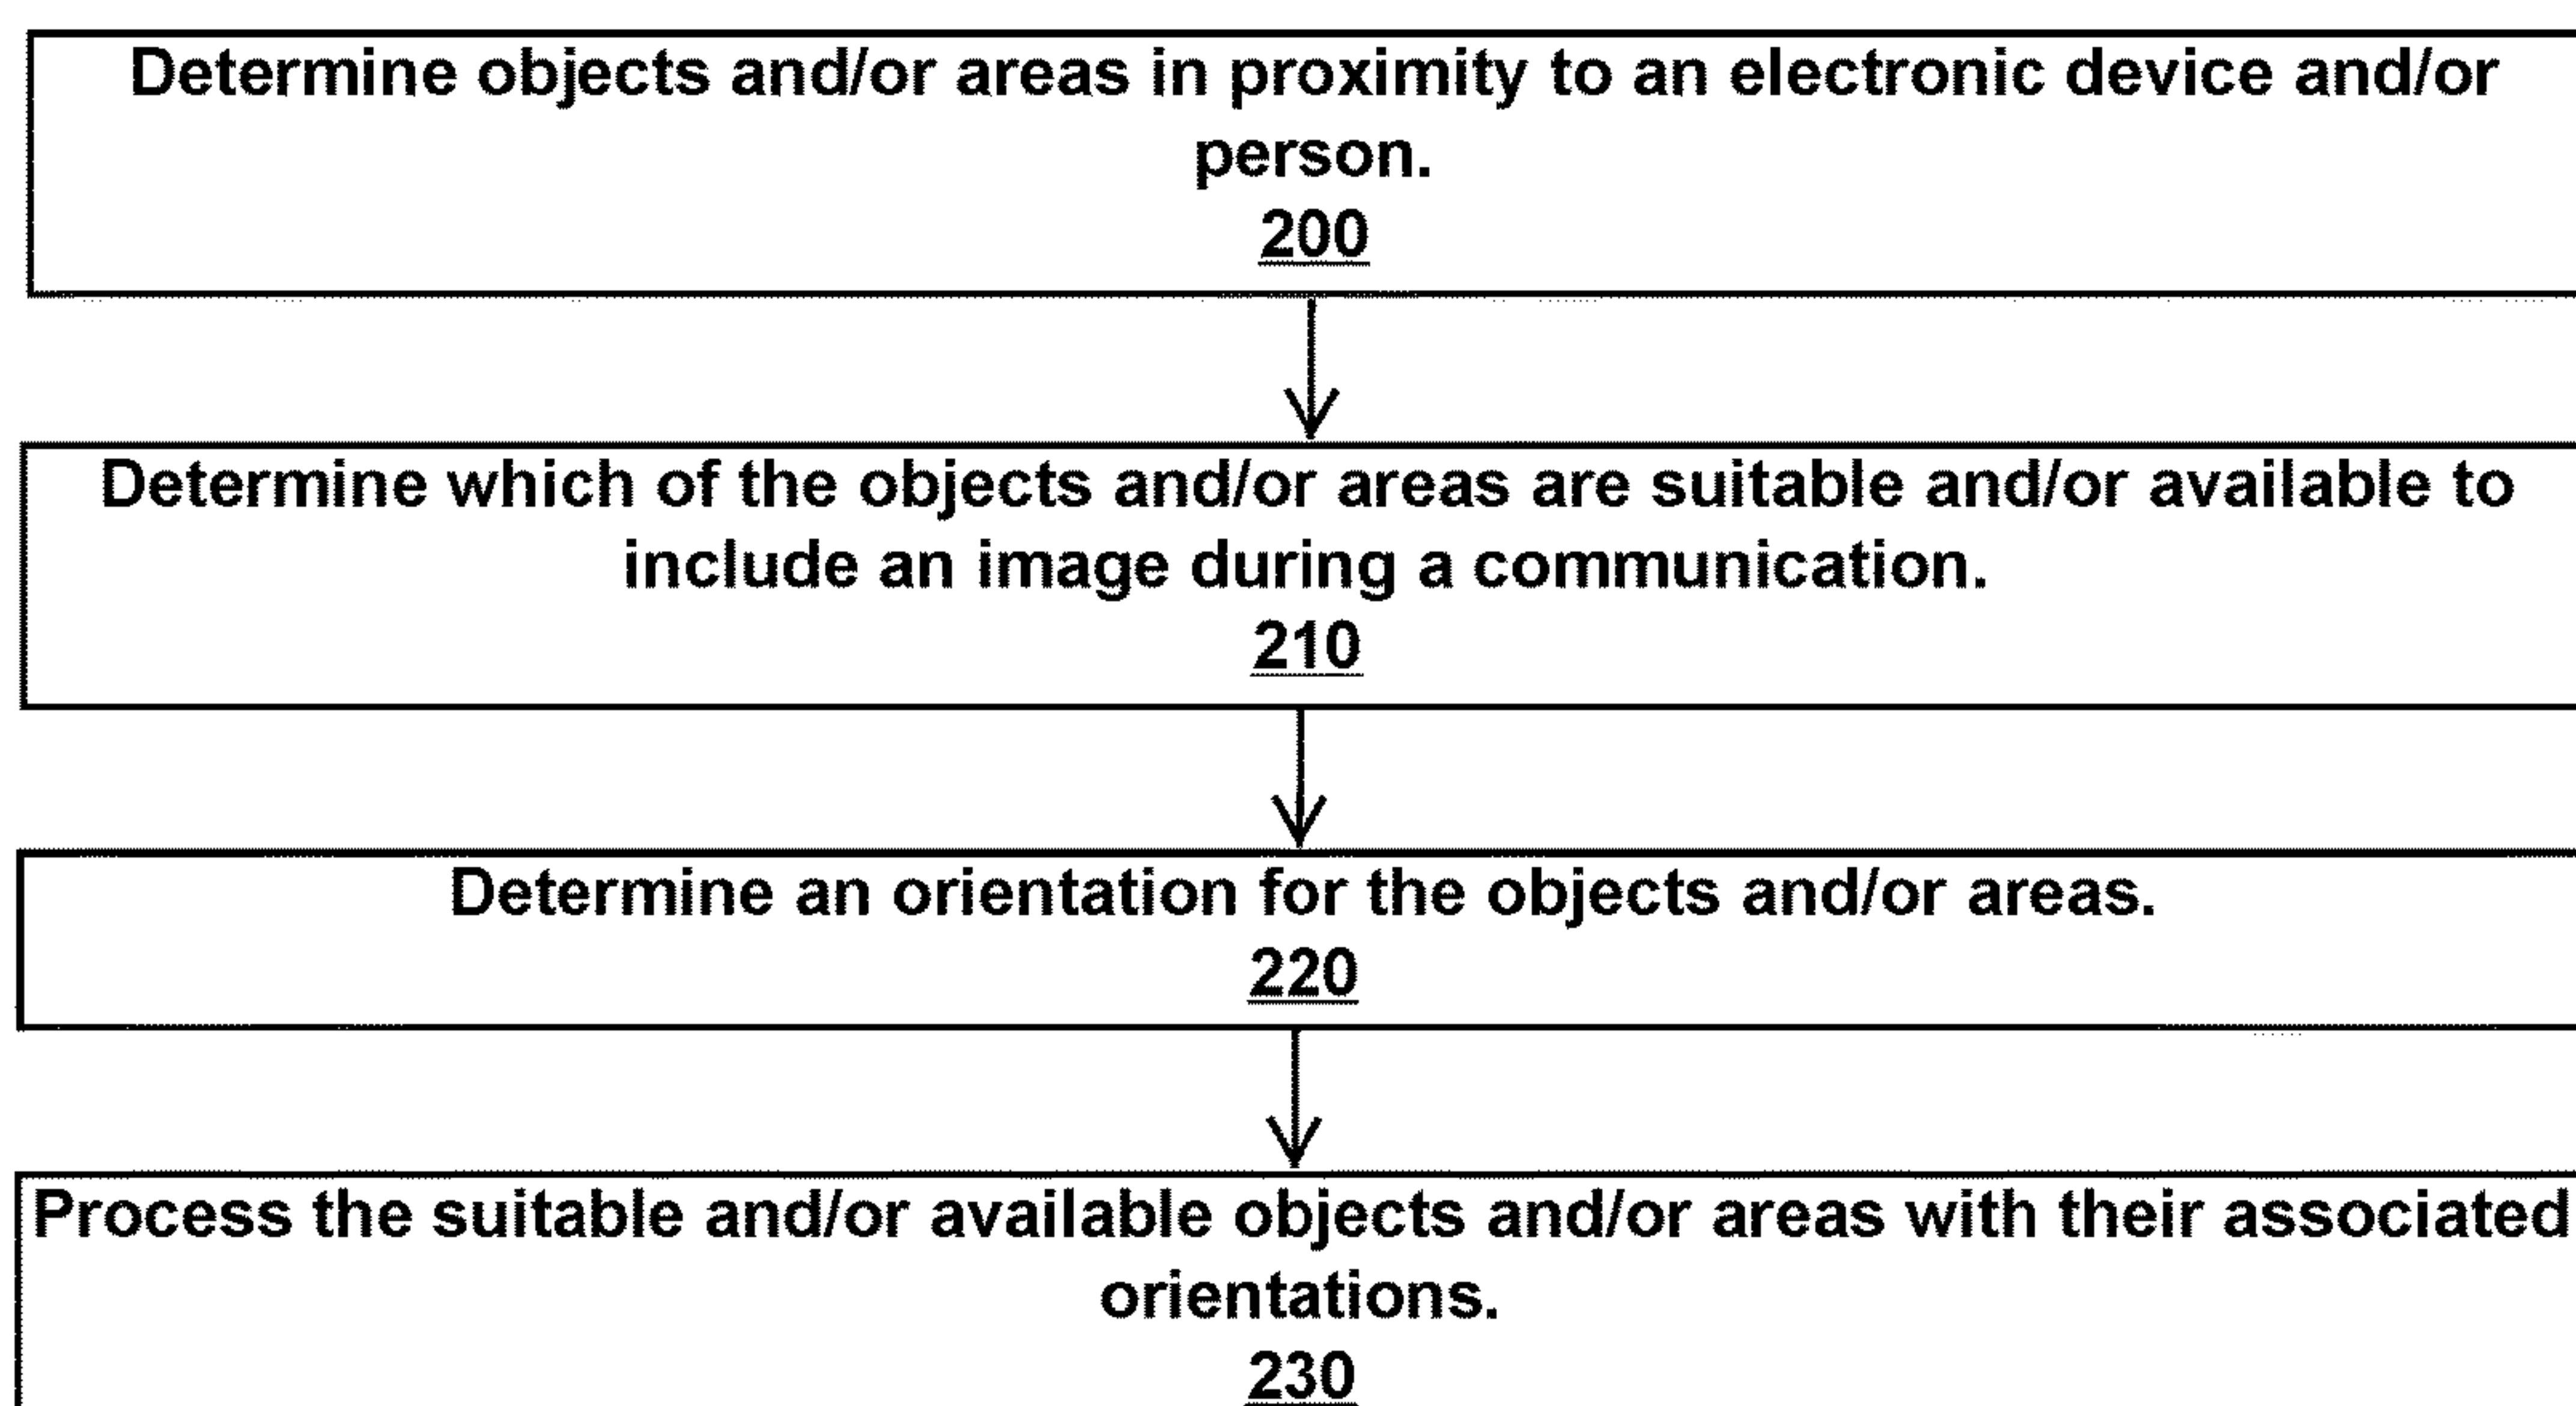 Determine objects and/or areas in proximity to an electronic device and/or
person.
200
Determine which of the objects and/or areas are suitable and/or available to
include an image during a communication.
210
Determine an orientation for the objects and/or areas.
220
Process the suitable and/or available objects and/or areas with their associated
orientations.
230